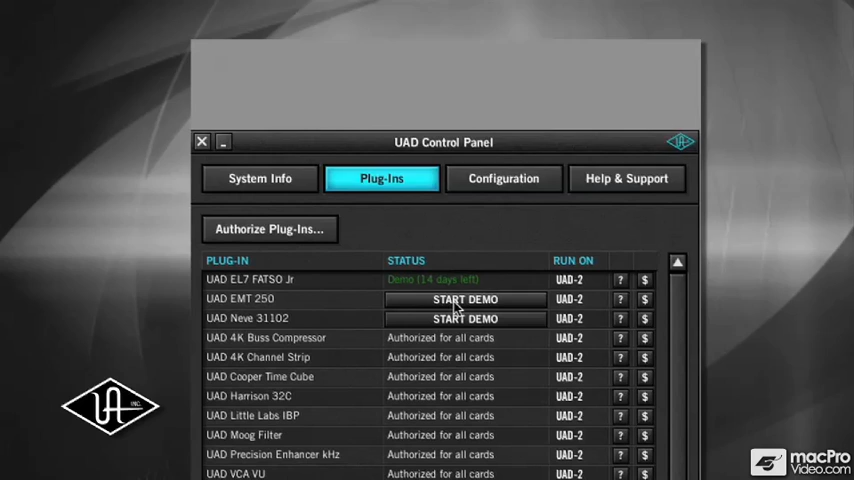 UAD Control Panel
System Info Plug-Ins Configuration Help & Support
Authorize Plug-Ins...
PLUG-IN STATUS RUN ON
UAD EL7 FATSO Jr Demo (14 days left) UAD-2 ? $
UAD EMT 250 START DEMO UAD-2 ? $
UAD Neve 31102 START DEMO UAD-2 ? $
UAD 4K Buss Compressor Authorized for all cards UAD-2 ? $
UAD 4K Channel Strip Authorized for all cards UAD-2 ? $
UAD Cooper Time Cube Authorized for all cards UAD-2 ? $
UAD Harrison 32C Authorized for all cards UAD-2 ? $
UAD Little Labs IBP Authorized for all cards UAD-2 ? $
UAD Moog Filter Authorized for all cards UAD-2 ? $
UAD Precision Enhancer kHz Authorized for all cards UAD-2 ? $
UAD VCA VU Authorized for all cards UAD-2 ? $
UA INC.
macPro
Video.com